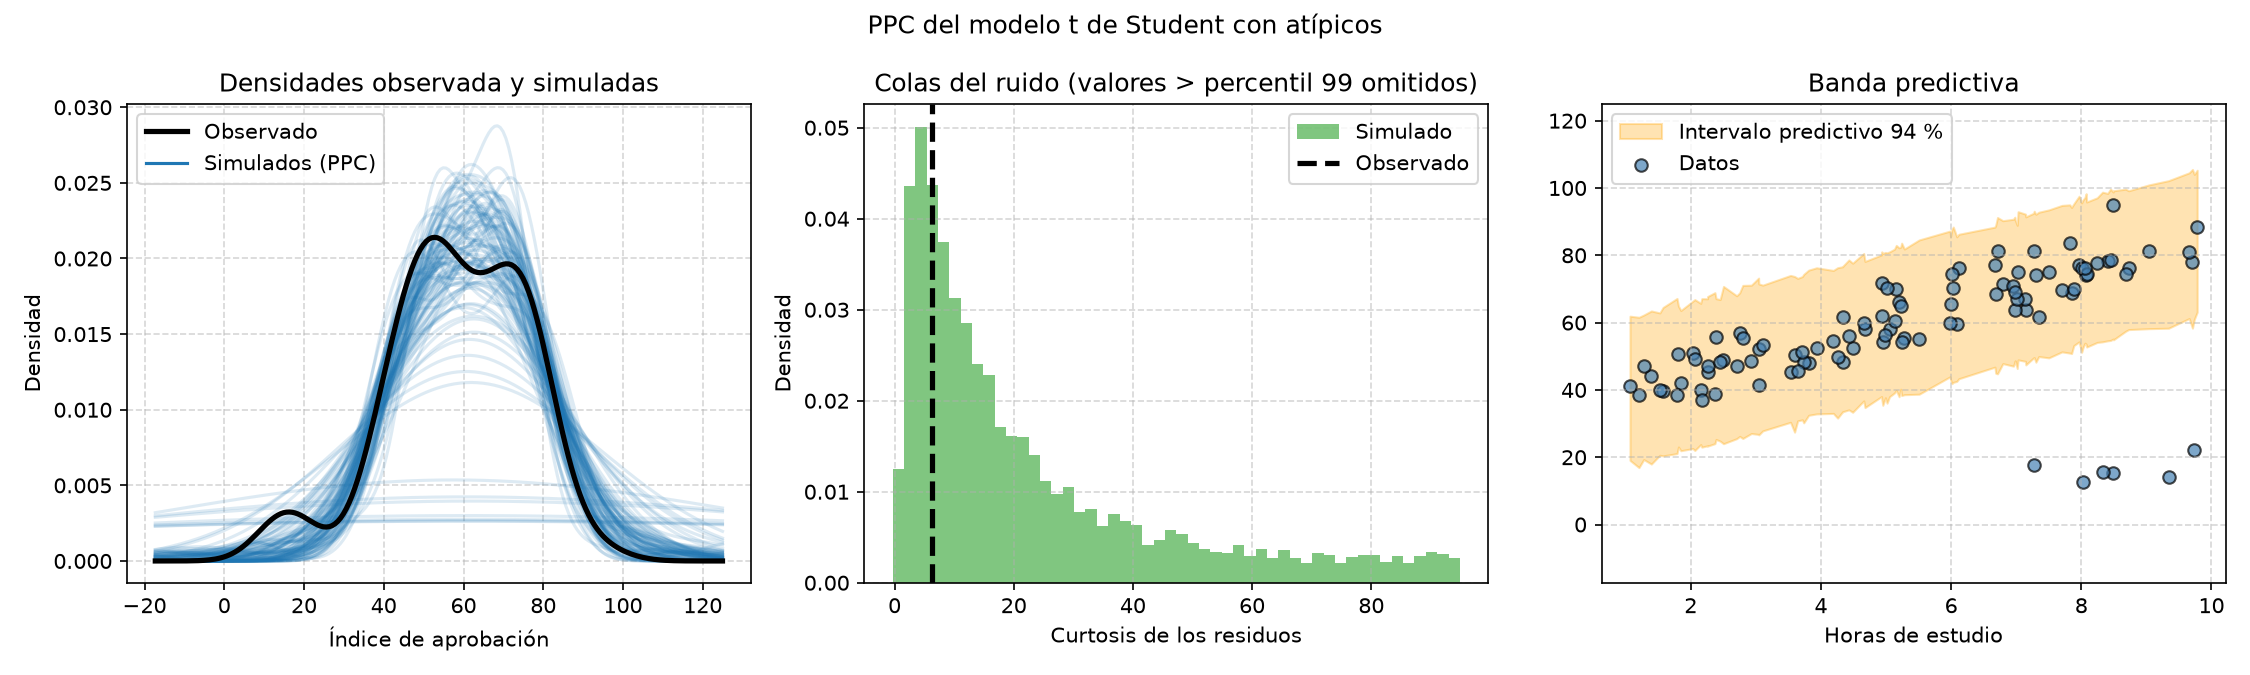 PPC del modelo t de Student con atípicos
Densidades observada y simuladas
Observado
Simulados (PPC)
Densidad
0.030
0.025
0.020
0.015
0.010
0.005
0.000
−20 0 20 40 60 80 100 120
Índice de aprobación
Colas del ruido (valores > percentil 99 omitidos)
Simulado
Observado
Densidad
0.05
0.04
0.03
0.02
0.01
0.00
0 20 40 60 80
Curtosis de los residuos
Banda predictiva
Intervalo predictivo 94 %
Datos
120
100
80
60
40
20
0
2 4 6 8 10
Horas de estudio